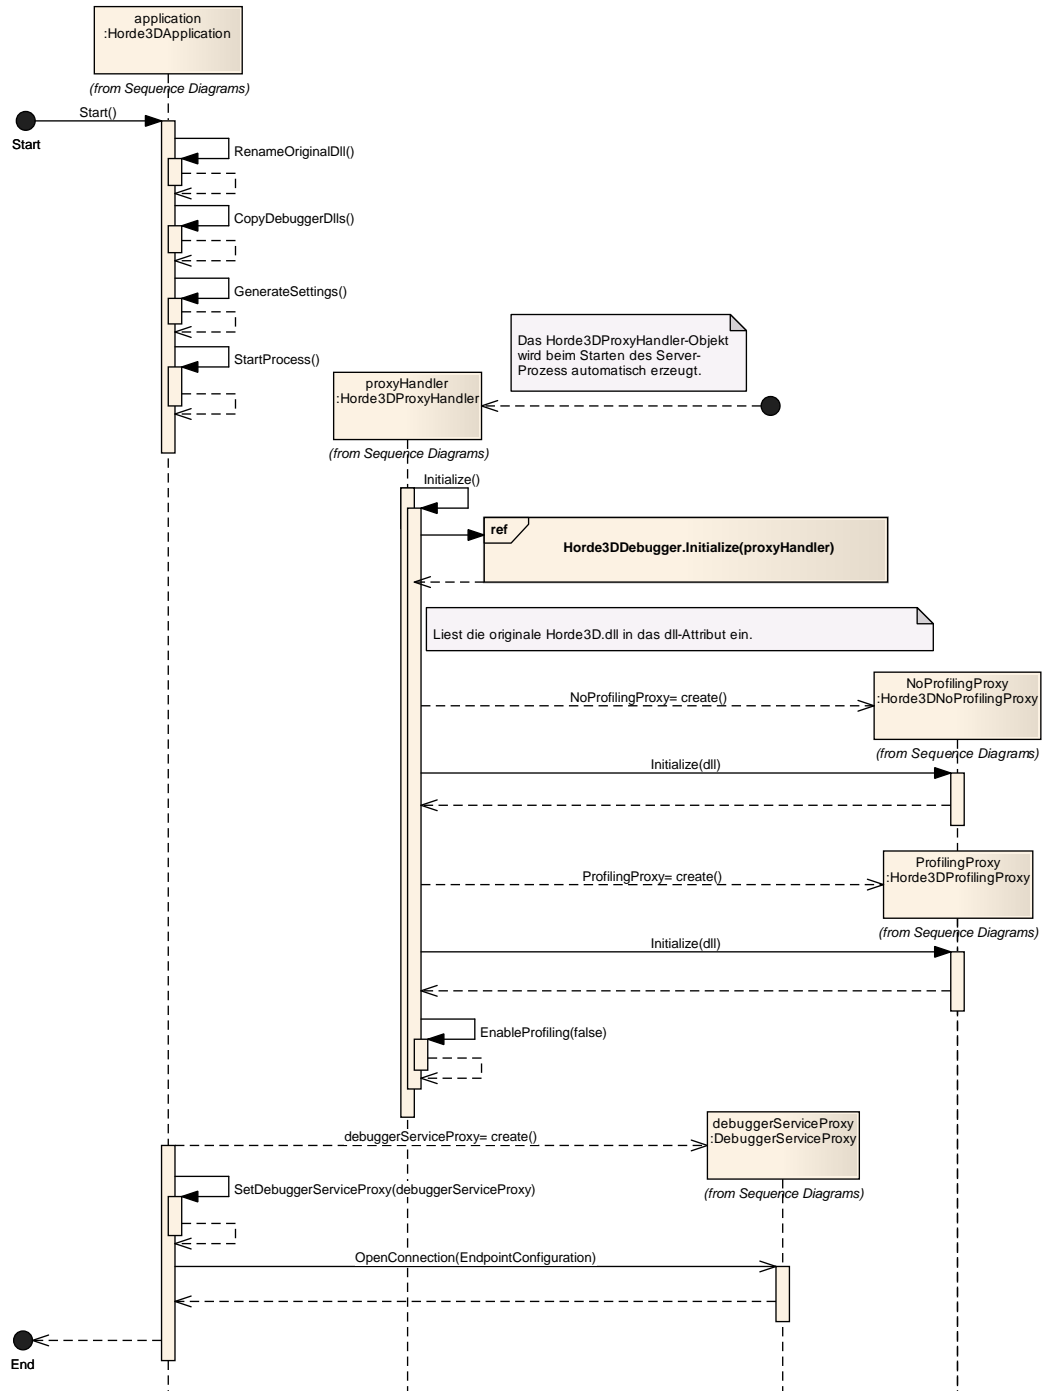 application
:Horde3DApplication
(from Sequence Diagrams)
Start()
Start
RenameOriginalDll()
CopyDebuggerDlls()
GenerateSettings()
StartProcess()
Das Horde3DProxyHandler-Objekt
wird beim Starten des Server-
Prozess automatisch erzeugt.
proxyHandler
:Horde3DProxyHandler
(from Sequence Diagrams)
Initialize()
ref
Horde3DDebugger.Initialize(proxyHandler)
Liest die originale Horde3D.dll in das dll-Attribut ein.
NoProfilingProxy
:Horde3DNoProfilingProxy
NoProfilingProxy= create()
(from Sequence Diagrams)
Initialize(dll)
ProfilingProxy
:Horde3DProfilingProxy
ProfilingProxy= create()
(from Sequence Diagrams)
Initialize(dll)
EnableProfiling(false)
debuggerServiceProxy
:DebuggerServiceProxy
debuggerServiceProxy= create()
SetDebuggerServiceProxy(debuggerServiceProxy)
(from Sequence Diagrams)
OpenConnection(EndpointConfiguration)
End